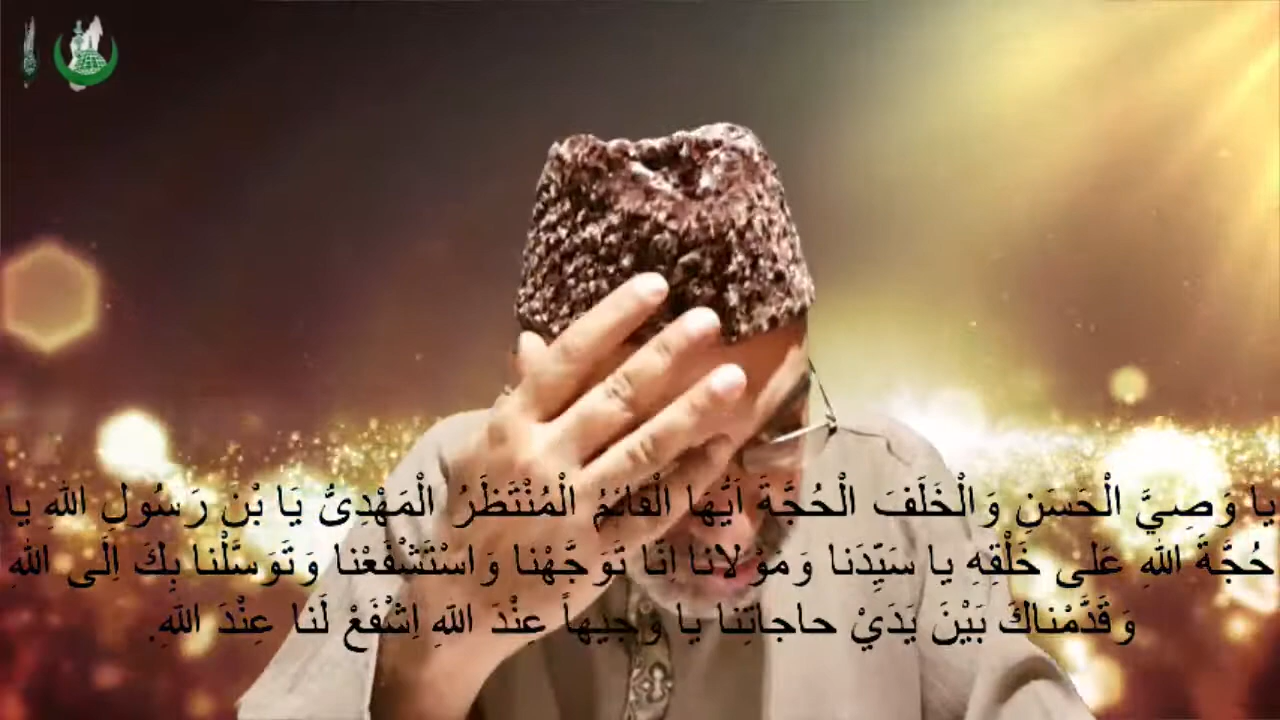 يا وَصِيَّ الْحَسَنِ وَالْخَلَفَ الْحُجَّةَ اَيُّهَا الْقائِمُ الْمُنْتَظَرُ الْمَهْدِىُّ يَا بْنَ رَسُولِ اللهِ يا
حُجَّةَ اللهِ عَلى خَلْقِهِ يا سَيِّدَنا وَمَوْلانا اِنّا تَوَجَّهْنا وَاسْتَشْفَعْنا وَتَوَسَّلْنا بِكَ اِلَى اللهِ
وَقَدَّمْناكَ بَيْنَ يَدَيْ حاجاتِنا يا وَجيهاً عِنْدَ اللهِ اِشْفَعْ لَنا عِنْدَ اللهِ.